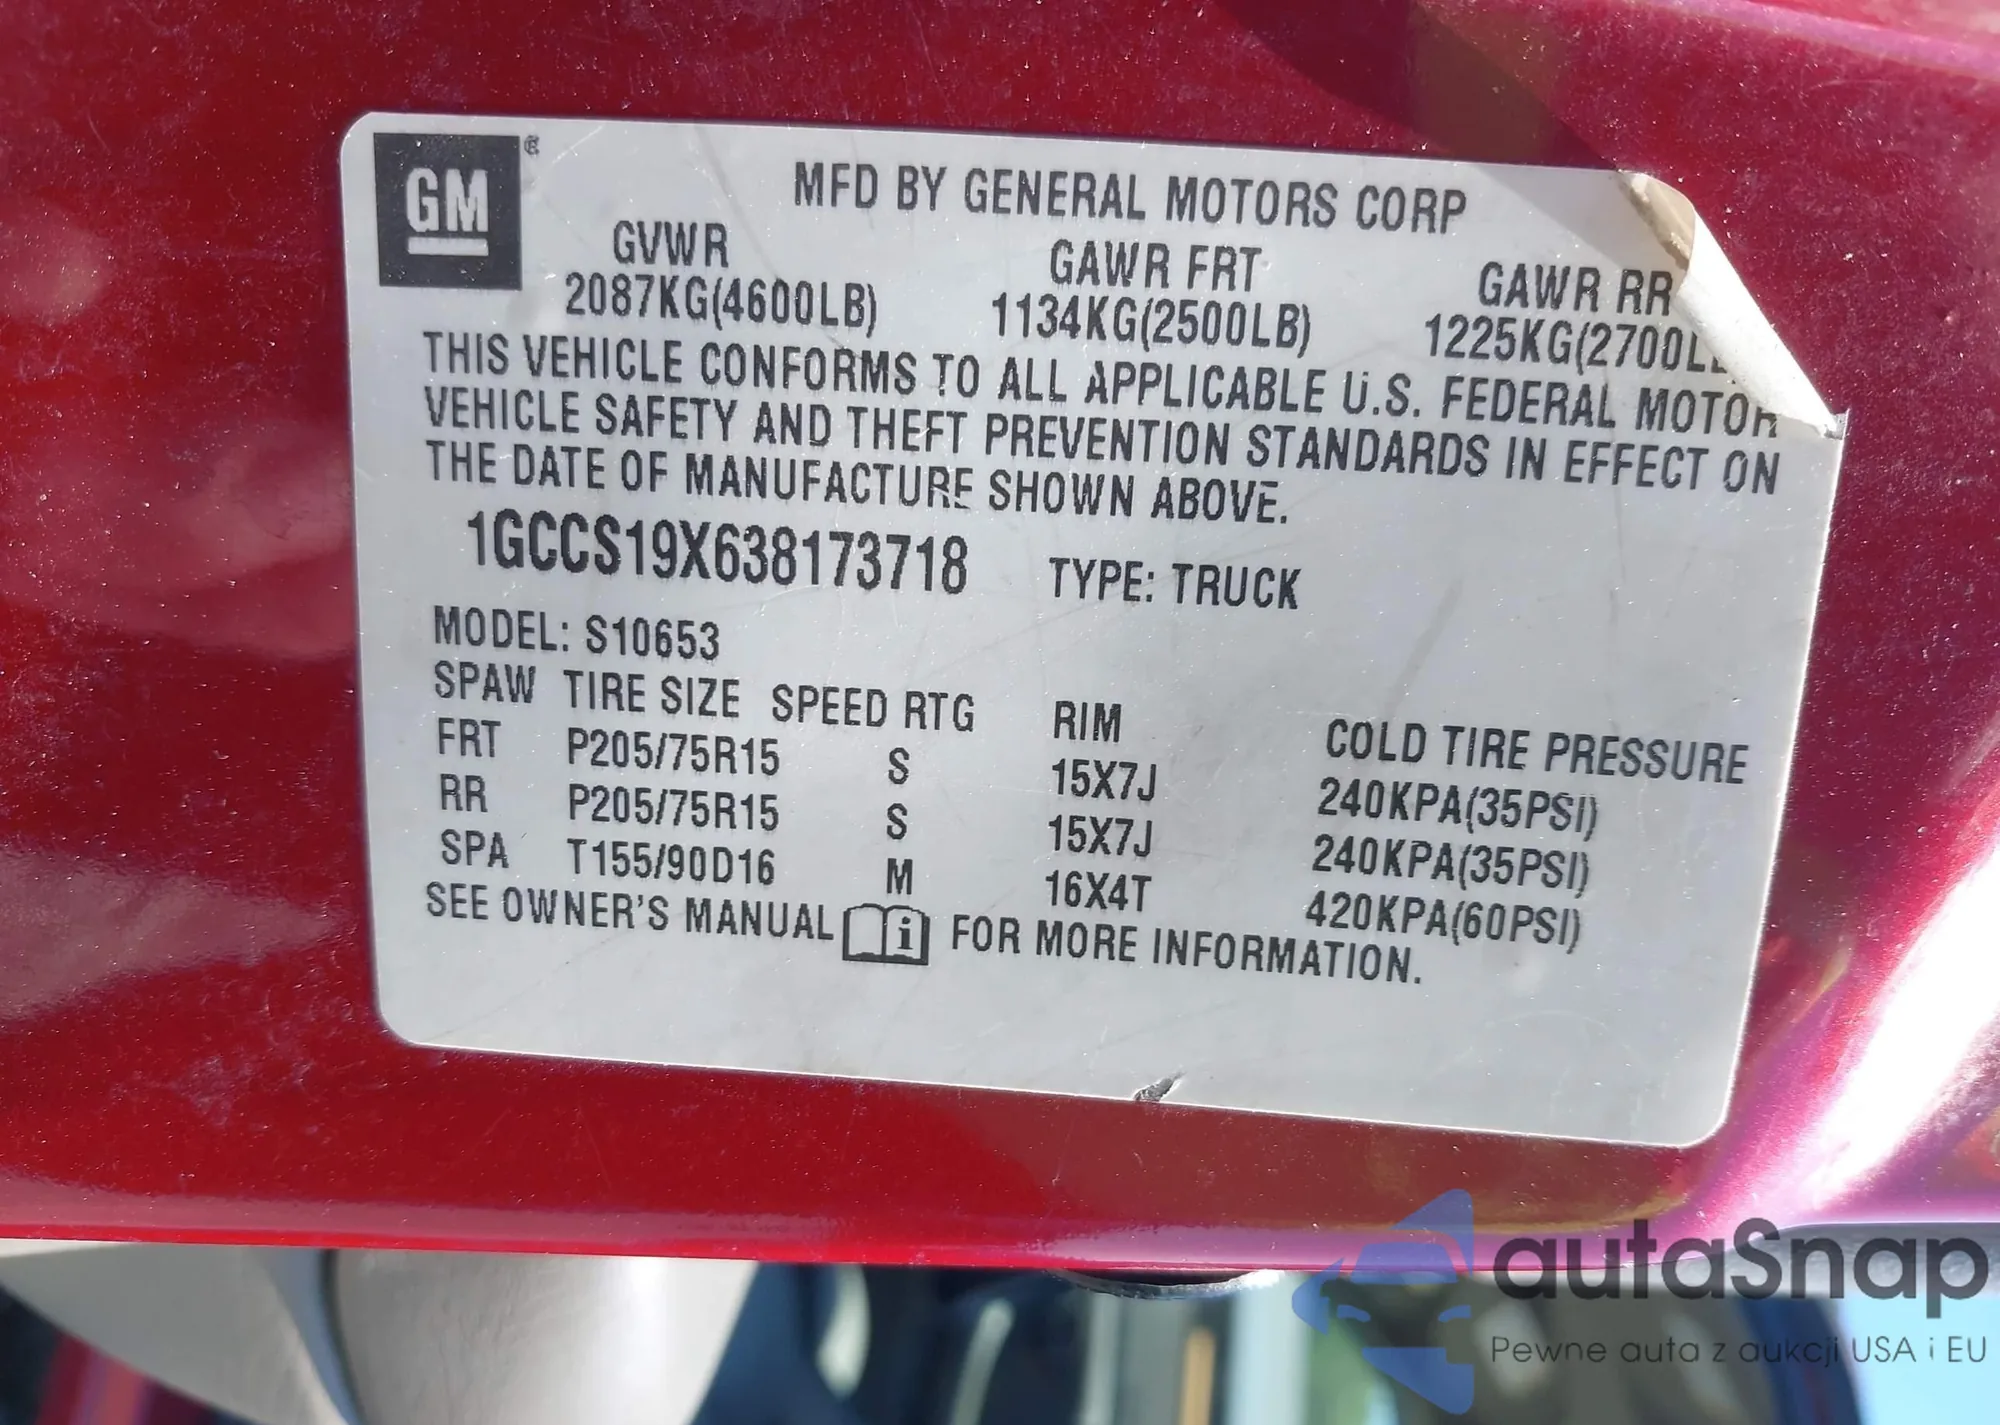 GM ®
MFD BY GENERAL MOTORS CORP
GVWR GAWR FRT GAWR RR
2087KG(4600LB) 1134KG(2500LB) 1225KG(2700L
THIS VEHICLE CONFORMS TO ALL APPLICABLE U.S. FEDERAL MOTOR
VEHICLE SAFETY AND THEFT PREVENTION STANDARDS IN EFFECT ON
THE DATE OF MANUFACTURE SHOWN ABOVE.
1GCCS19X638173718 TYPE: TRUCK
MODEL: S10653
SPAW TIRE SIZE SPEED RTG RIM COLD TIRE PRESSURE
FRT P205/75R15 S 15X7J 240KPA(35PSI)
RR P205/75R15 S 15X7J 240KPA(35PSI)
SPA T155/90D16 M 16X4T 420KPA(60PSI)
SEE OWNER'S MANUAL i FOR MORE INFORMATION.
autaSnap
Pewne auta z aukcji USA i EU